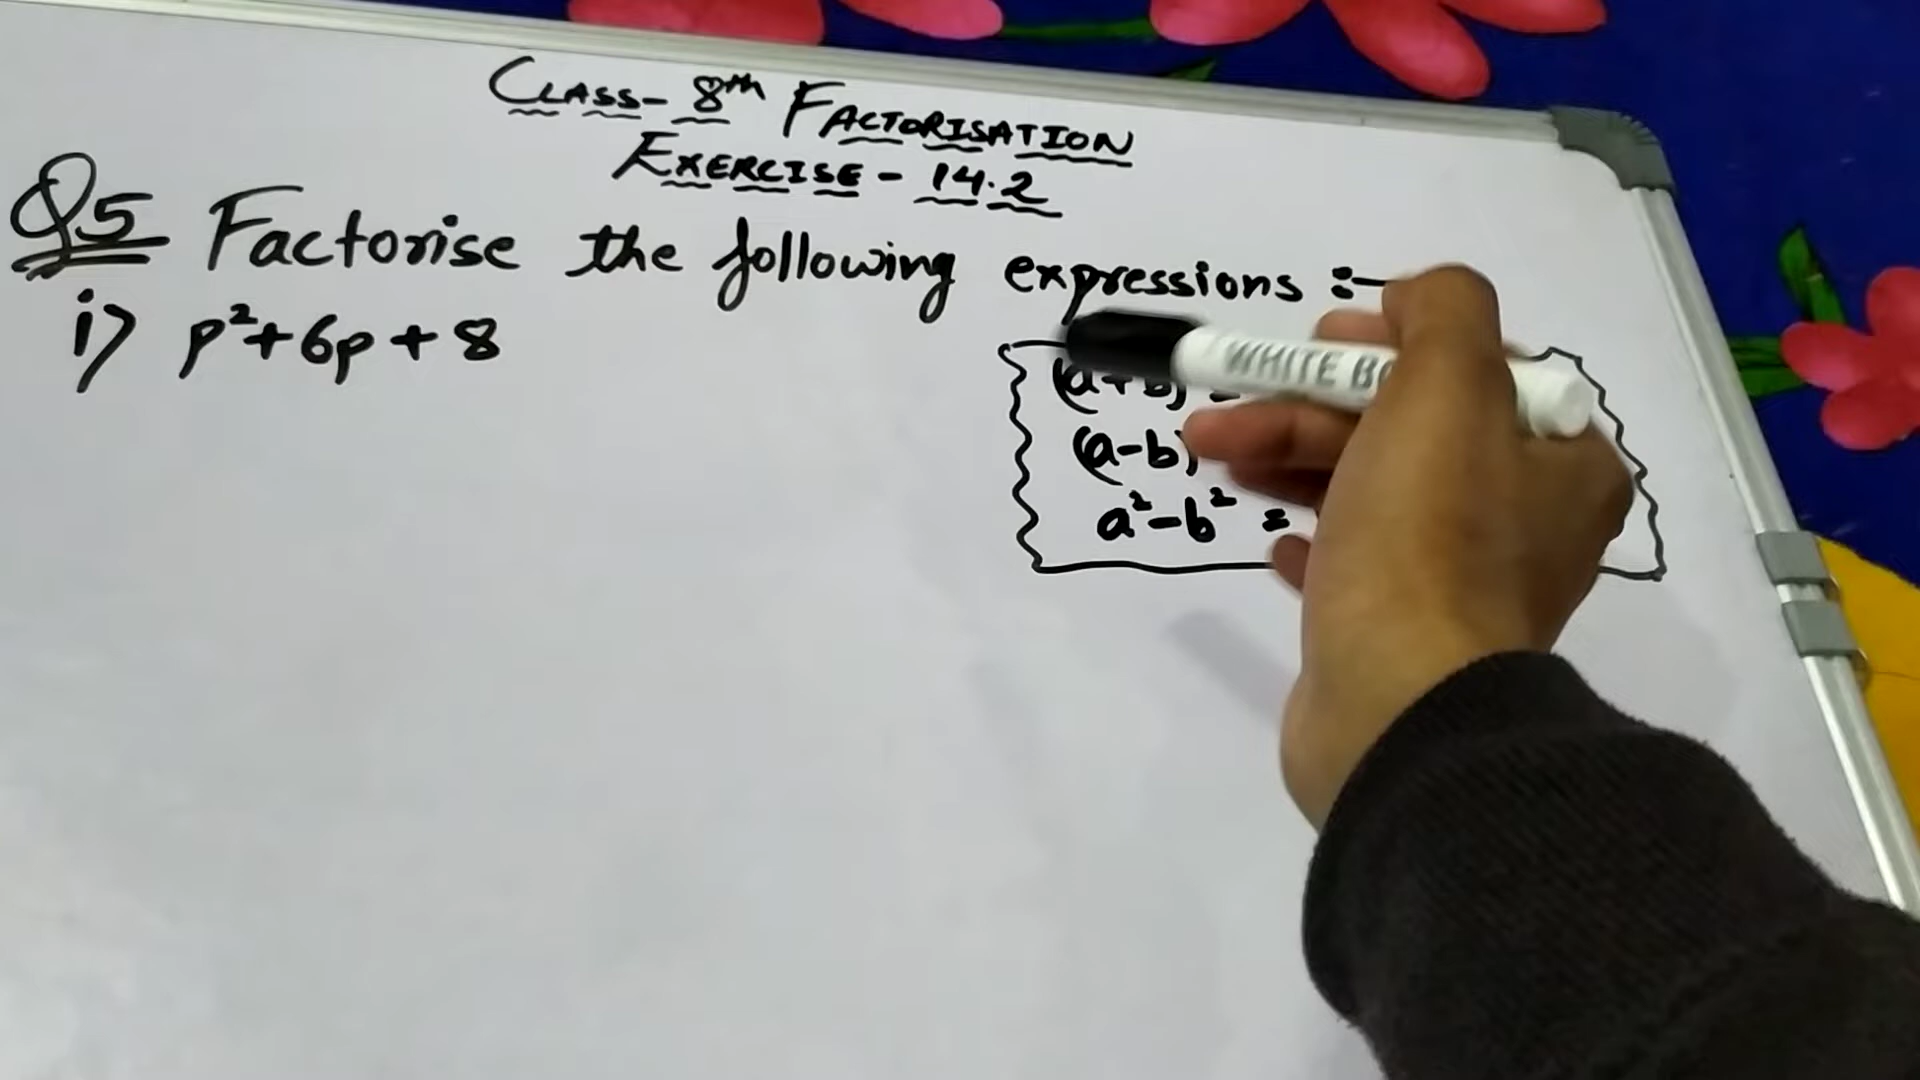 CLASS- 8th FACTORISATION
EXERCISE - 14.2
Q5 Factorise the following expressions :-
i) p²+6p+8
WHITE
(a+b)
(a-b)
a²-b² =